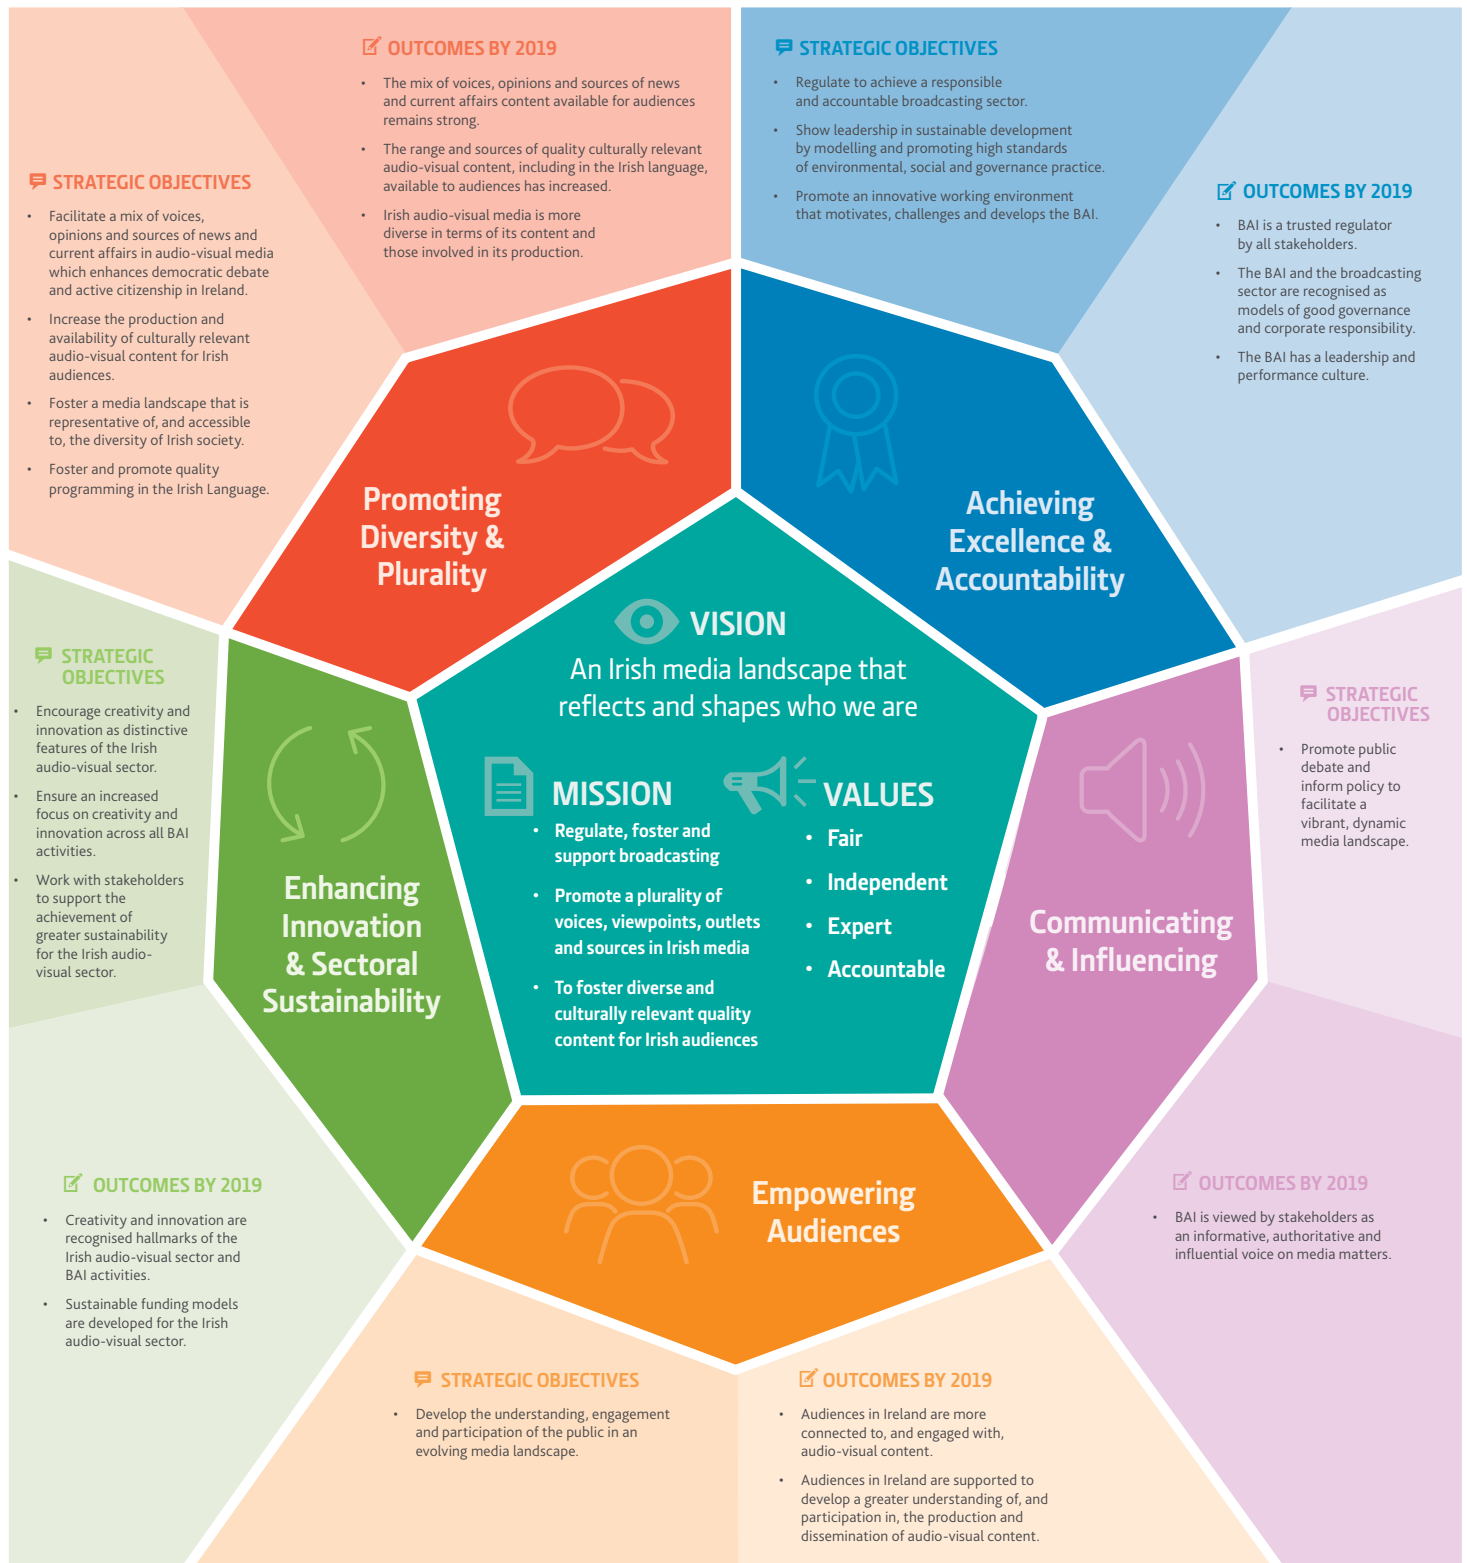 OUTCOMES BY 2019
• The mix of voices, opinions and sources of news
and current affairs content available for audiences
remains strong.
• The range and sources of quality culturally relevant
audio-visual content, including in the Irish language,
available to audiences has increased.
• Irish audio-visual media is more
diverse in terms of its content and
those involved in its production.
STRATEGIC OBJECTIVES
• Regulate to achieve a responsible
and accountable broadcasting sector.
• Show leadership in sustainable development
by modelling and promoting high standards
of environmental, social and governance practice.
• Promote an innovative working environment
that motivates, challenges and develops the BAI.
STRATEGIC OBJECTIVES
• Facilitate a mix of voices,
opinions and sources of news and
current affairs in audio-visual media
which enhances democratic debate
and active citizenship in Ireland.
• Increase the production and
availability of culturally relevant
audio-visual content for Irish
audiences.
• Foster a media landscape that is
representative of, and accessible
to, the diversity of Irish society.
• Foster and promote quality
programming in the Irish Language.
OUTCOMES BY 2019
• BAI is a trusted regulator
by all stakeholders.
• The BAI and the broadcasting
sector are recognised as
models of good governance
and corporate responsibility.
• The BAI has a leadership and
performance culture.
Promoting
Diversity &
Plurality
Achieving
Excellence &
Accountability
VISION
An Irish media landscape that
reflects and shapes who we are
MISSION
• Regulate, foster and
support broadcasting
• Promote a plurality of
voices, viewpoints, outlets
and sources in Irish media
• To foster diverse and
culturally relevant quality
content for Irish audiences
VALUES
• Fair
• Independent
• Expert
• Accountable
STRATEGIC
OBJECTIVES
• Encourage creativity and
innovation as distinctive
features of the Irish
audio-visual sector.
• Ensure an increased
focus on creativity and
innovation across all BAI
activities.
• Work with stakeholders
to support the
achievement of
greater sustainability
for the Irish audio-
visual sector.
Enhancing
Innovation
& Sectoral
Sustainability
Communicating
& Influencing
STRATEGIC
OBJECTIVES
• Promote public
debate and
inform policy to
facilitate a
vibrant, dynamic
media landscape.
OUTCOMES BY 2019
• Creativity and innovation are
recognised hallmarks of the
Irish audio-visual sector and
BAI activities.
• Sustainable funding models
are developed for the Irish
audio-visual sector.
Empowering
Audiences
OUTCOMES BY 2019
• BAI is viewed by stakeholders as
an informative, authoritative and
influential voice on media matters.
STRATEGIC OBJECTIVES
• Develop the understanding, engagement
and participation of the public in an
evolving media landscape.
OUTCOMES BY 2019
• Audiences in Ireland are more
connected to, and engaged with,
audio-visual content.
• Audiences in Ireland are supported to
develop a greater understanding of, and
participation in, the production and
dissemination of audio-visual content.